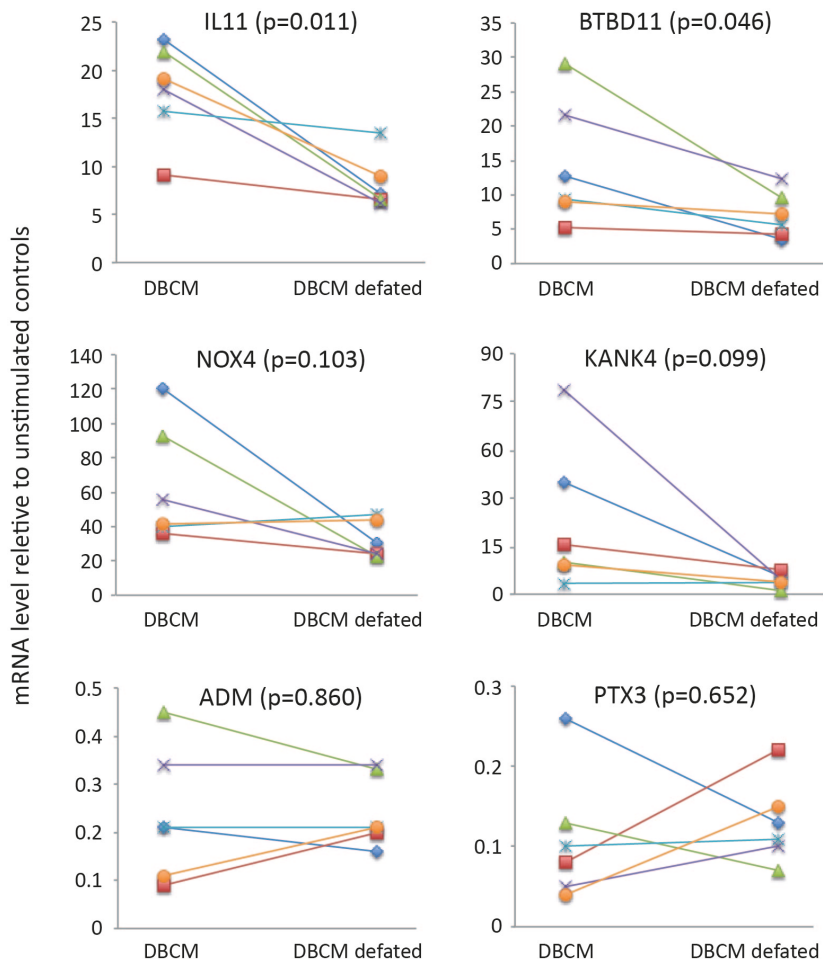 mRNA level reletive to unstimulated controls
IL11 (p=0.011)
25
20
15
10
5
0
DBCM
DBCM defated
BTBD11 (p=0.046)
35
30
25
20
15
10
5
0
DBCM
DBCM defated
NOX4 (p=0.103)
140
120
100
80
60
40
20
0
DBCM
DBCM defated
KANK4 (p=0.099)
90
75
60
30
15
0
DBCM
DBCM defated
ADM (p=0.860)
0.5
0.4
0.3
0.2
0.1
0
DBCM
DBCM defated
PTX3 (p=0.652)
0.3
0.2
0.1
0
DBCM
DBCM defated